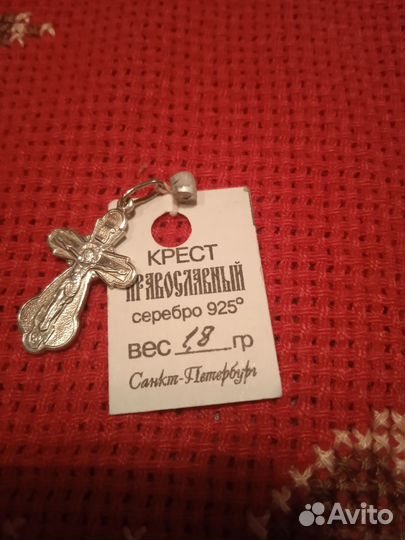 КРЕСТ
ПРАВОСЛАВНЫЙ
серебро 925°
вес 1,8 гр
Санкт-Петербург
Avito